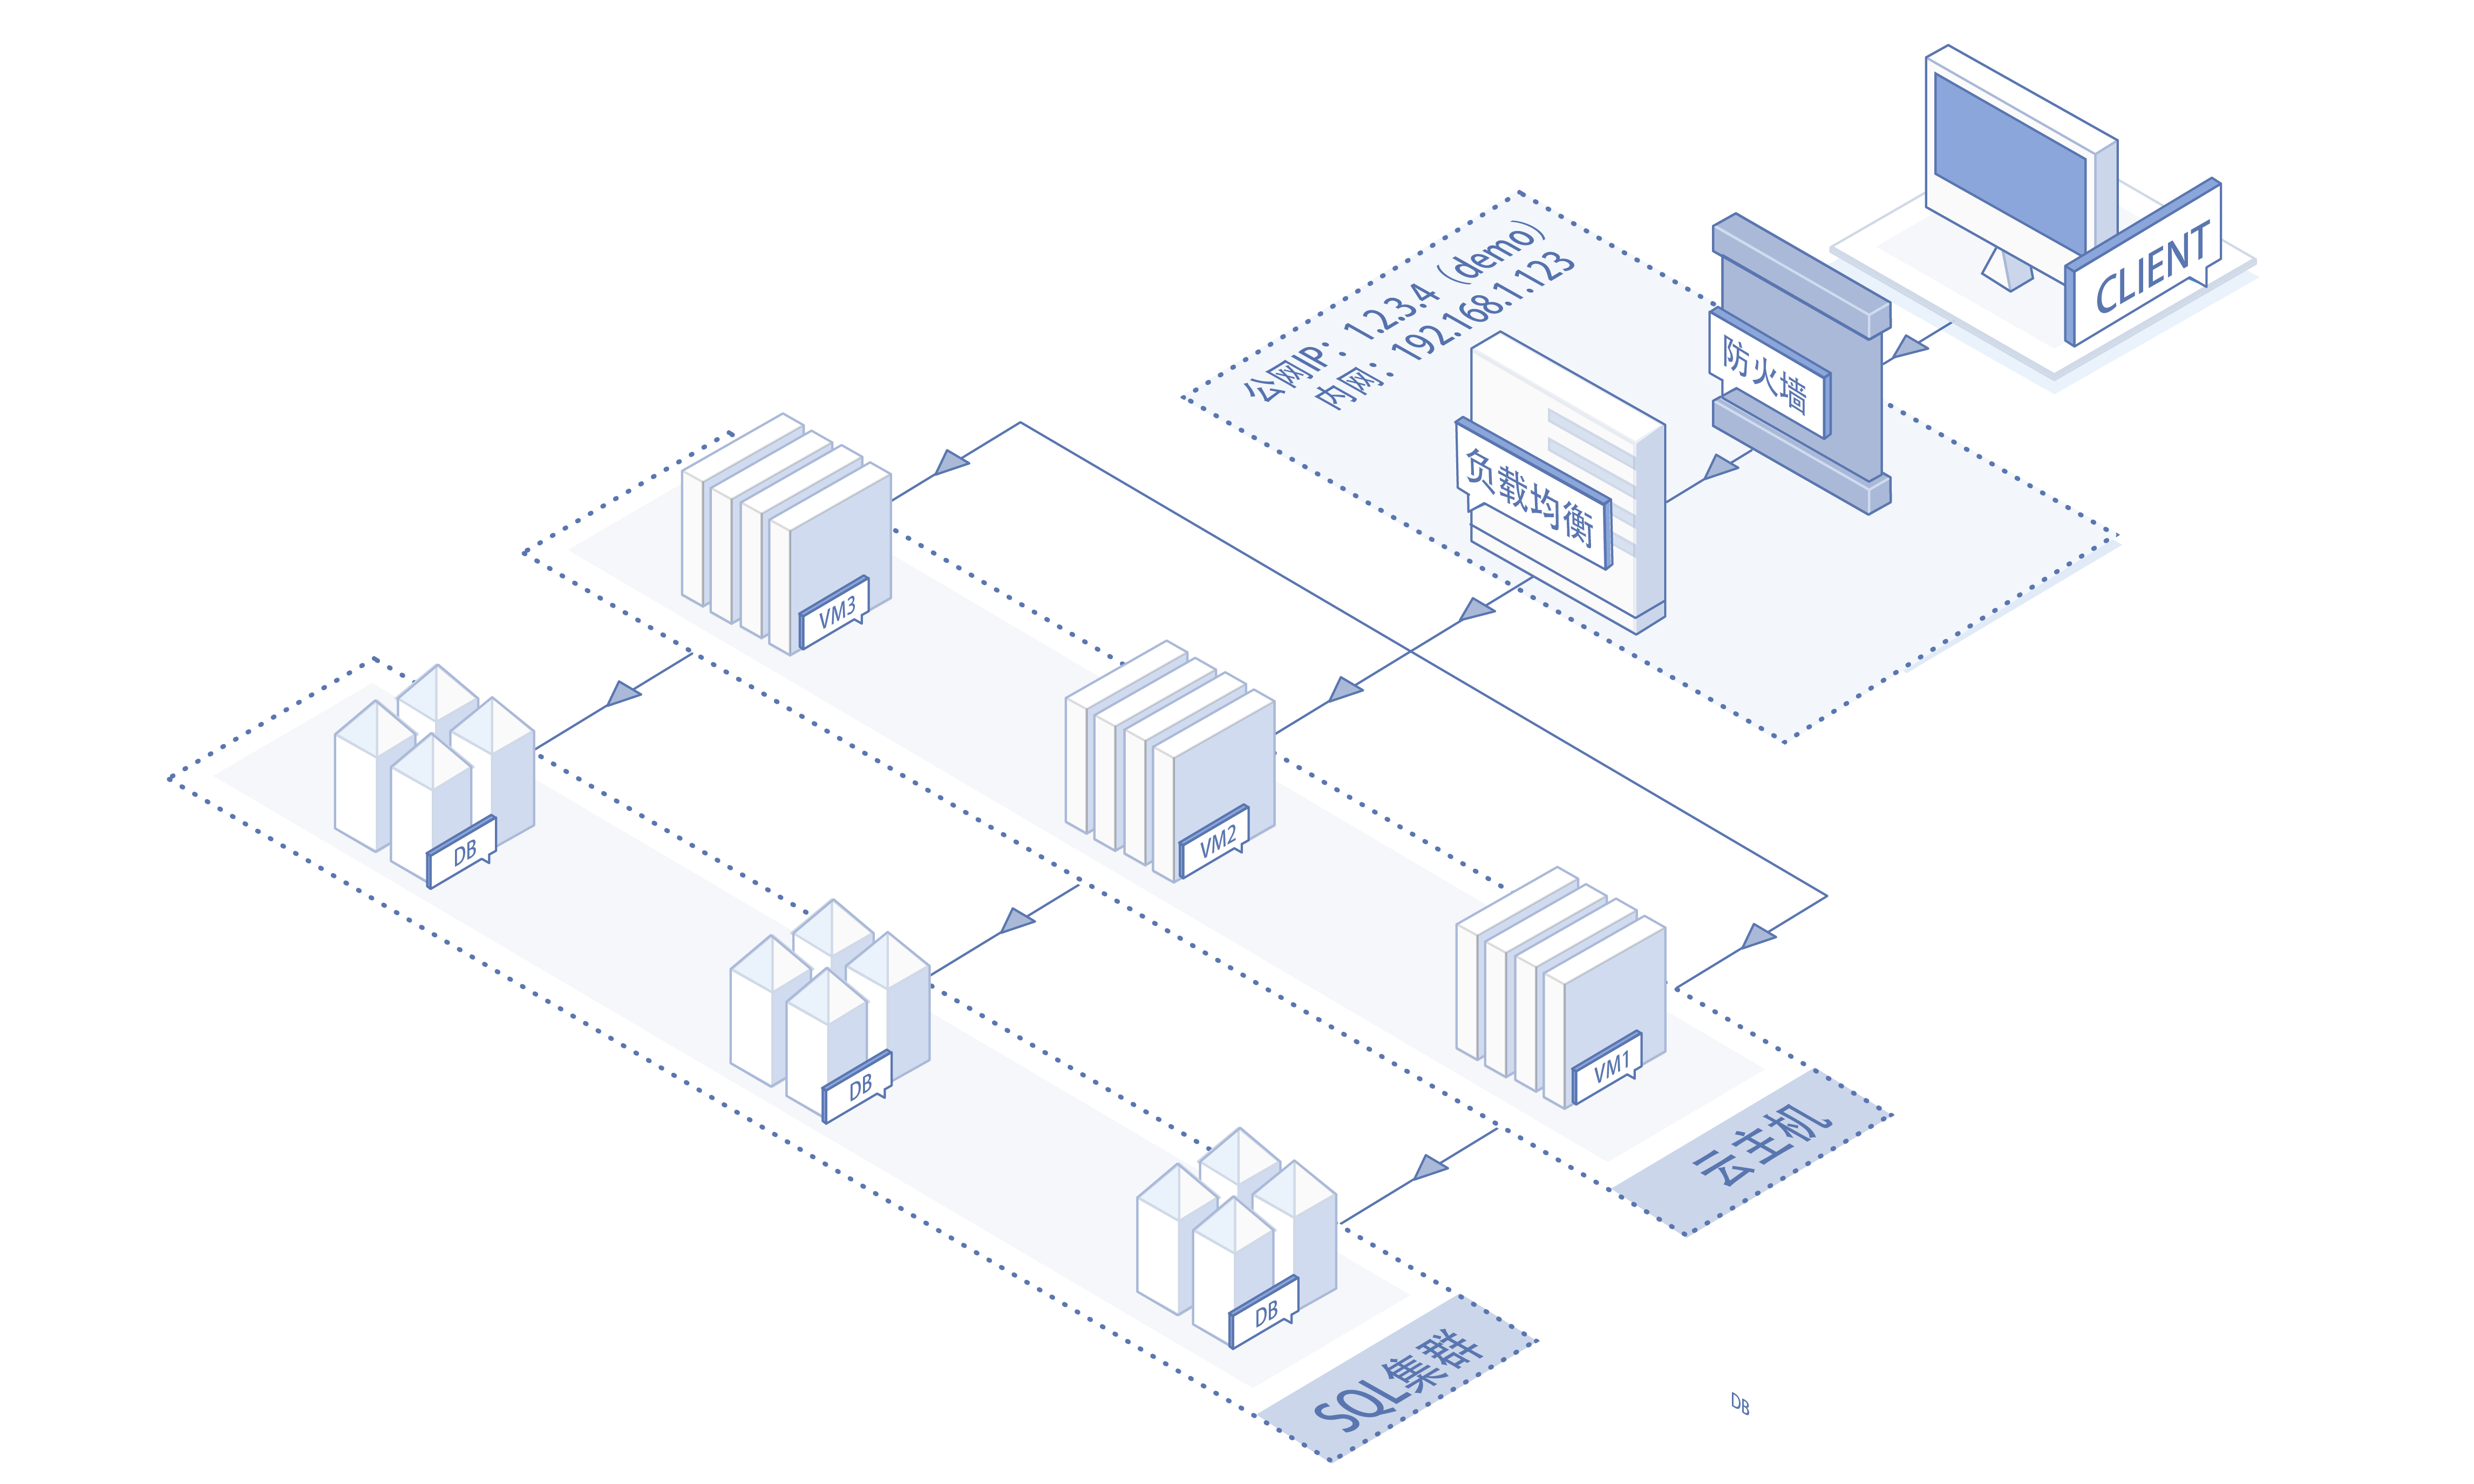 CLIENT
防火墙
公网IP：1.2.3.4（demo）
内网：192.168.1.123
负载均衡
VM3
VM2
VM1
云主机
DB
DB
DB
SQL集群
DB